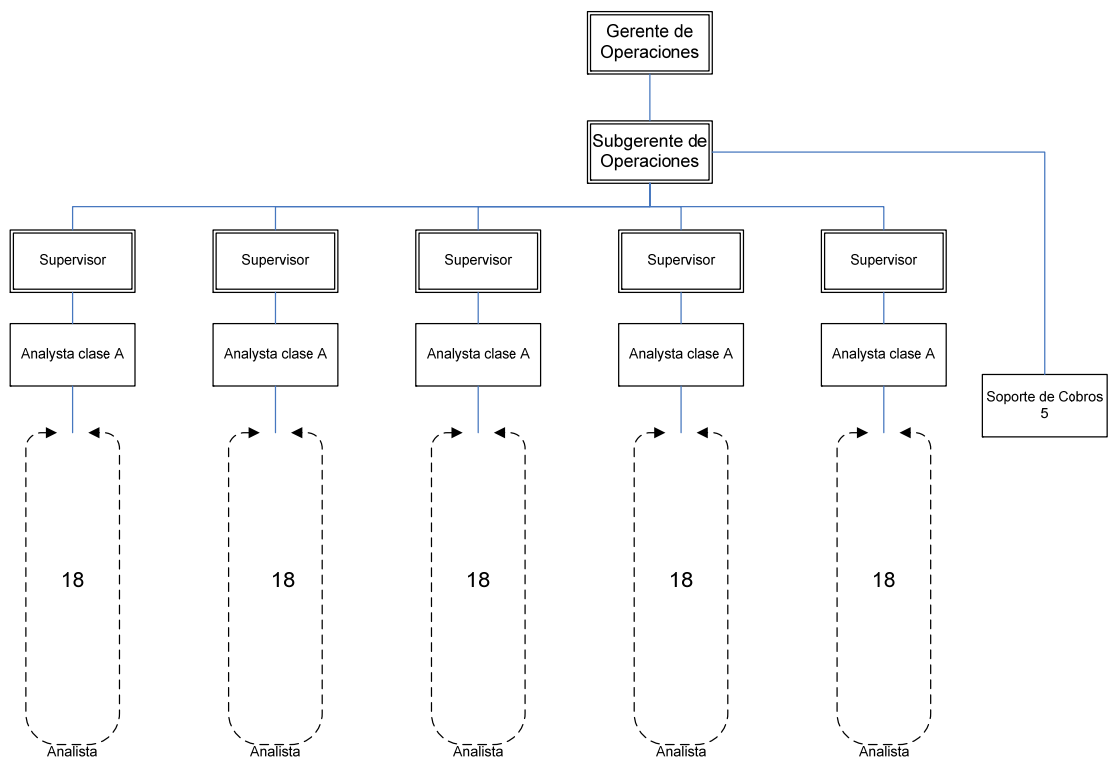 Gerente de
Operaciones
Subgerente de
Operaciones
Supervisor
Supervisor
Supervisor
Supervisor
Supervisor
Analysta clase A
Analysta clase A
Analysta clase A
Analysta clase A
Analysta clase A
Soporte de Cobros
5
18
18
18
18
18
Analista
Analista
Analista
Analista
Analista